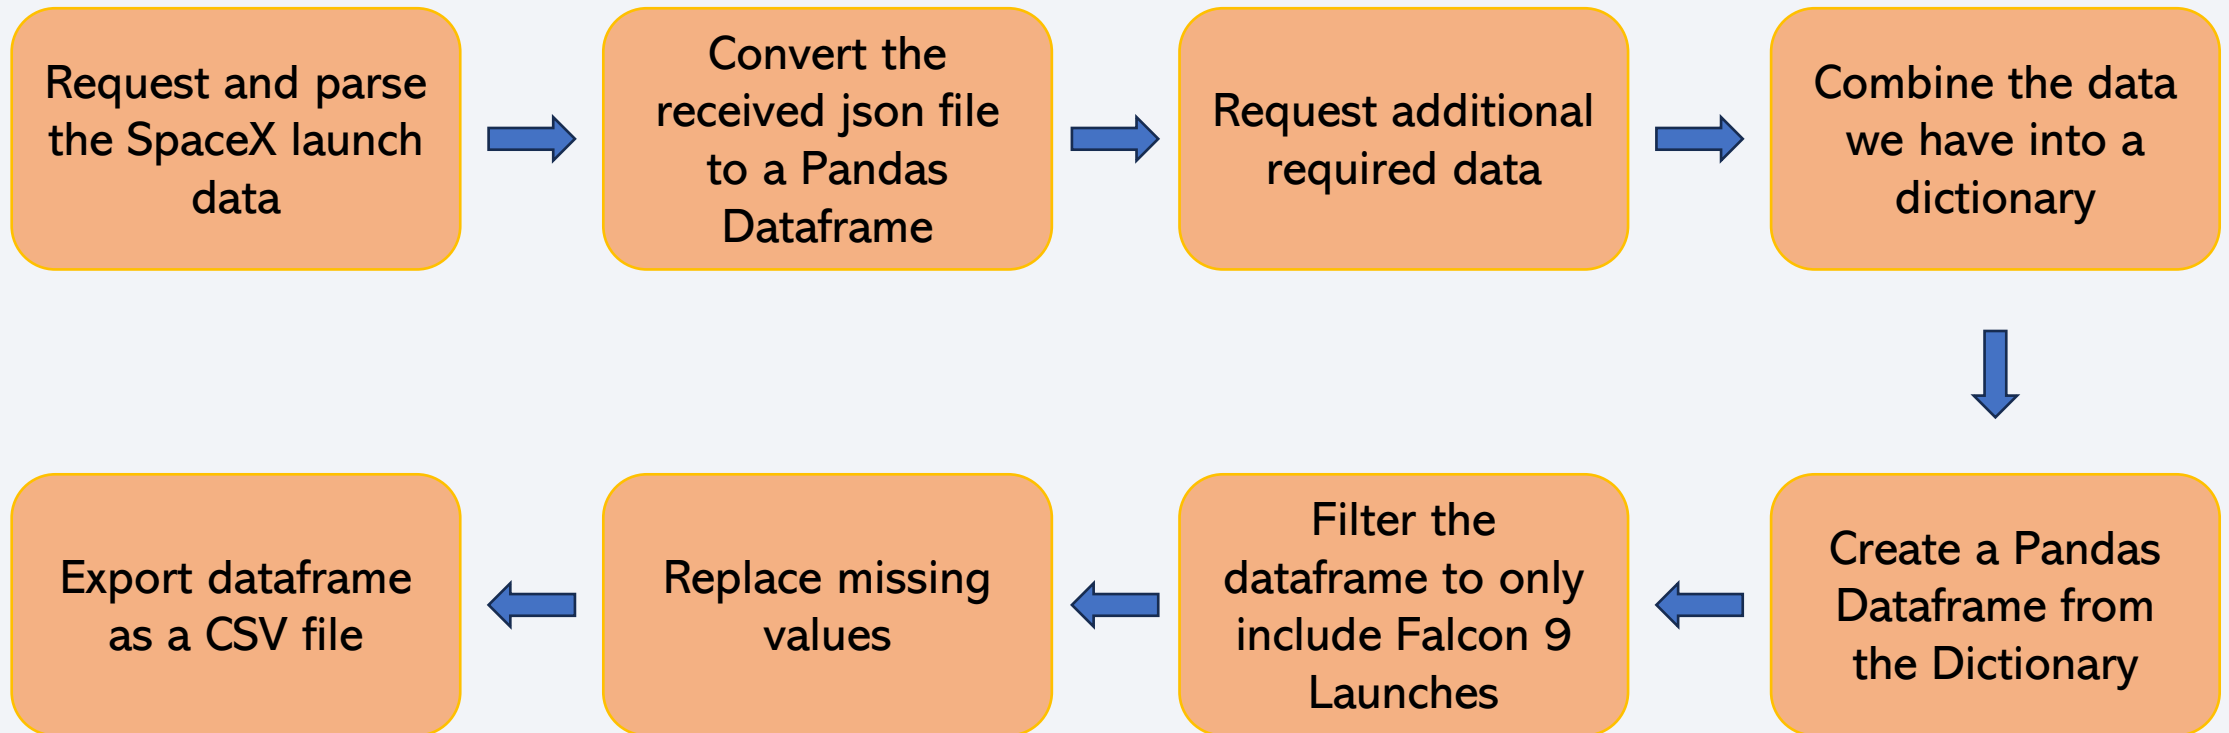 Request and parse
the SpaceX launch
data
Convert the
received json file
to a Pandas
Dataframe
Request additional
required data
Combine the data
we have into a
dictionary
Create a Pandas
Dataframe from
the Dictionary
Filter the
dataframe to only
include Falcon 9
Launches
Replace missing
values
Export dataframe
as a CSV file